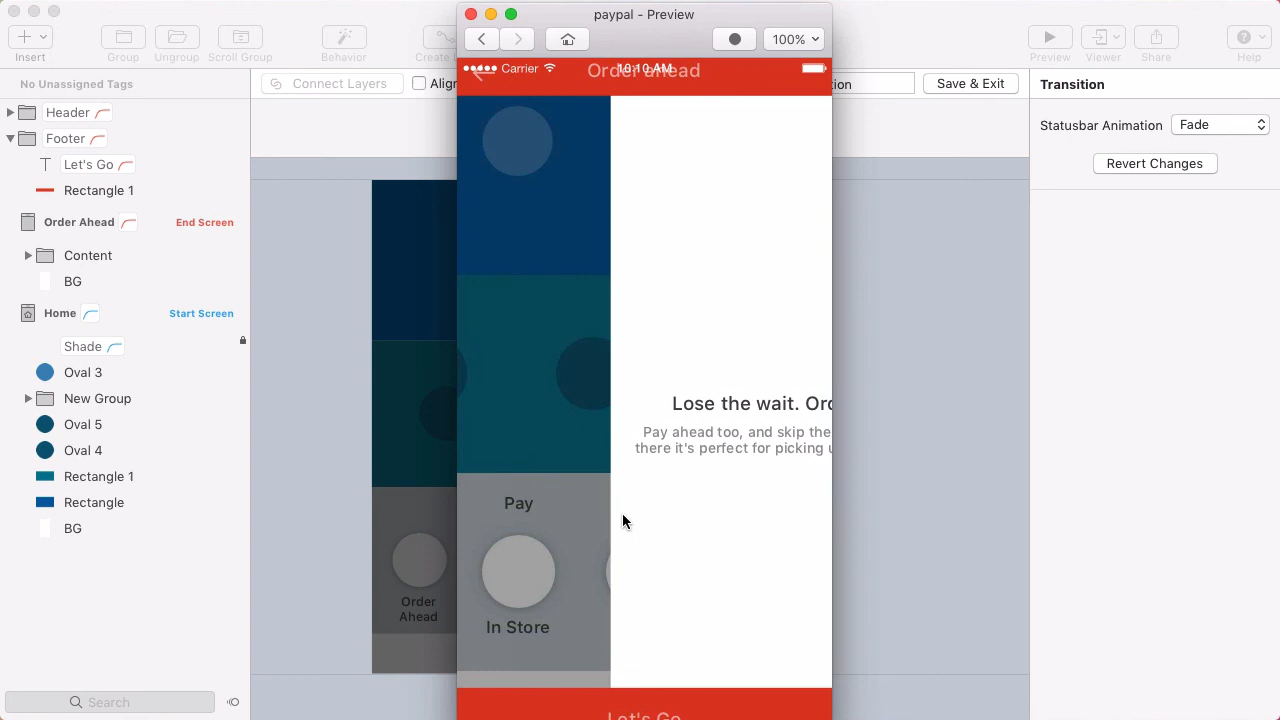 paypal - Preview
100%
Insert
Group
Ungroup
Scroll Group
Behavior
Preview
Viewer
Share
Help
Carrier
10:10 AM
Order ahead
No Unassigned Tags
Connect Layers
Save & Exit
Transition
Header
Statusbar Animation
Fade
Footer
Let's Go
Revert Changes
Rectangle 1
Order Ahead
End Screen
Content
BG
Home
Start Screen
Shade
Oval 3
New Group
Oval 5
Oval 4
Rectangle 1
Rectangle
BG
Lose the wait. Ord
Pay ahead too, and skip the
there it's perfect for picking u
Pay
In Store
Order
Ahead
Search
Let's Go